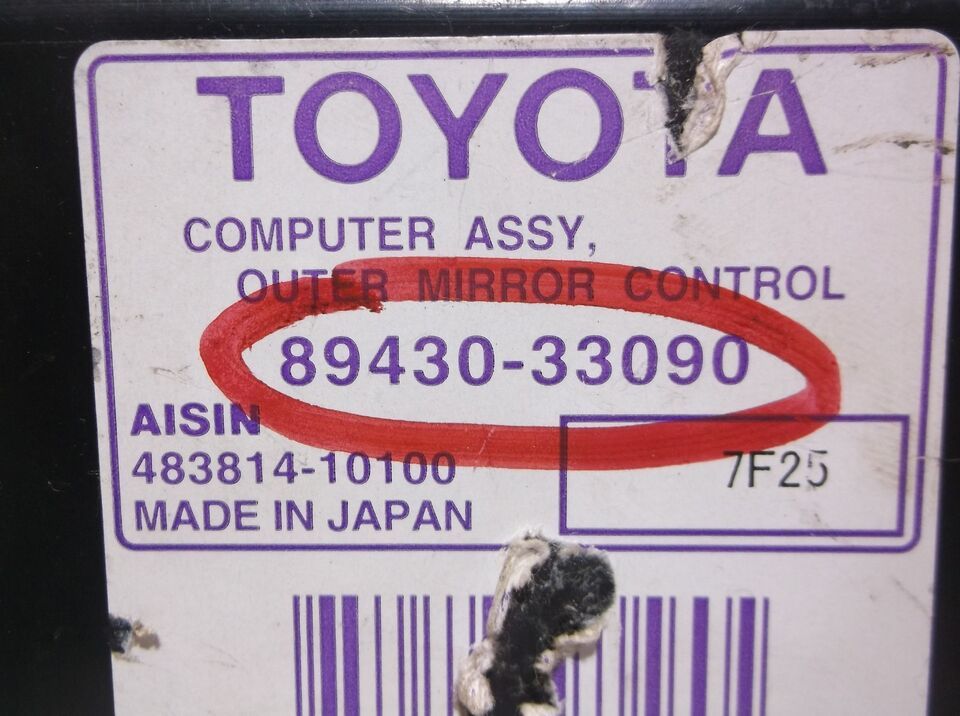 TOYOTA
COMPUTER ASSY,
OUTER MIRROR CONTROL
89430-33090
AISIN
483814-10100
7F25
MADE IN JAPAN